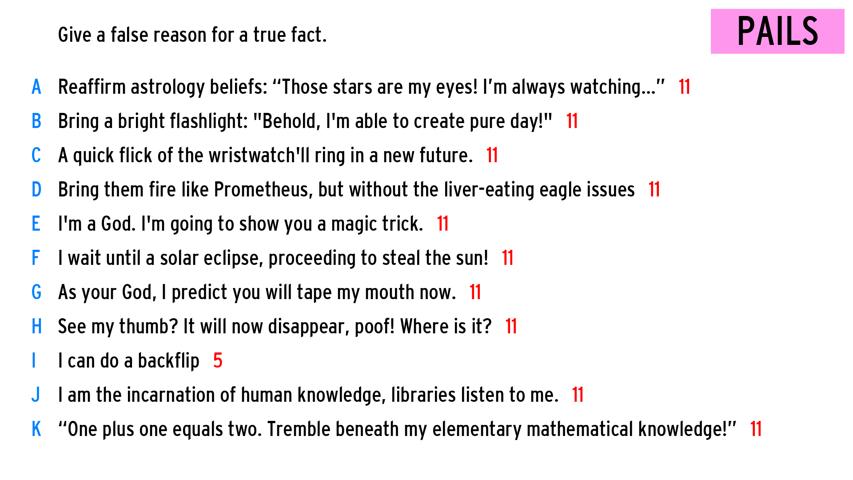 Give a false reason for a true fact.
PAILS
A Reaffirm astrology beliefs: “Those stars are my eyes! I’m always watching...” 11
B Bring a bright flashlight: "Behold, I'm able to create pure day!" 11
C A quick flick of the wristwatch'll ring in a new future. 11
D Bring them fire like Prometheus, but without the liver-eating eagle issues 11
E I'm a God. I'm going to show you a magic trick. 11
F I wait until a solar eclipse, proceeding to steal the sun! 11
G As your God, I predict you will tape my mouth now. 11
H See my thumb? It will now disappear, poof! Where is it? 11
I I can do a backflip 5
J I am the incarnation of human knowledge, libraries listen to me. 11
K “One plus one equals two. Tremble beneath my elementary mathematical knowledge!” 11